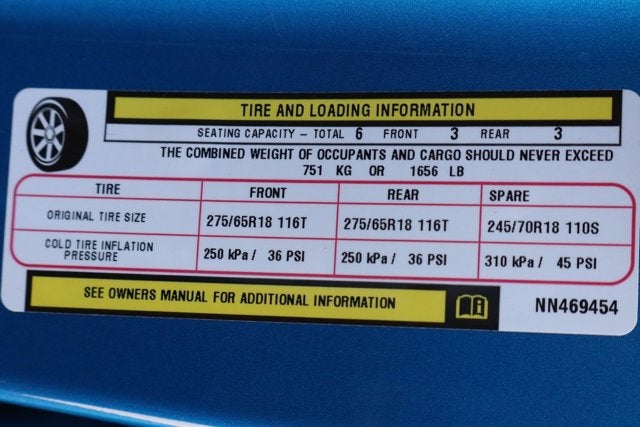 TIRE AND LOADING INFORMATION
SEATING CAPACITY – TOTAL 6 FRONT 3 REAR 3
THE COMBINED WEIGHT OF OCCUPANTS AND CARGO SHOULD NEVER EXCEED
751 KG OR 1656 LB
TIRE FRONT REAR SPARE
ORIGINAL TIRE SIZE 275/65R18 116T 275/65R18 116T 245/70R18 110S
COLD TIRE INFLATION
PRESSURE 250 kPa / 36 PSI 250 kPa / 36 PSI 310 kPa / 45 PSI
SEE OWNERS MANUAL FOR ADDITIONAL INFORMATION
NN469454